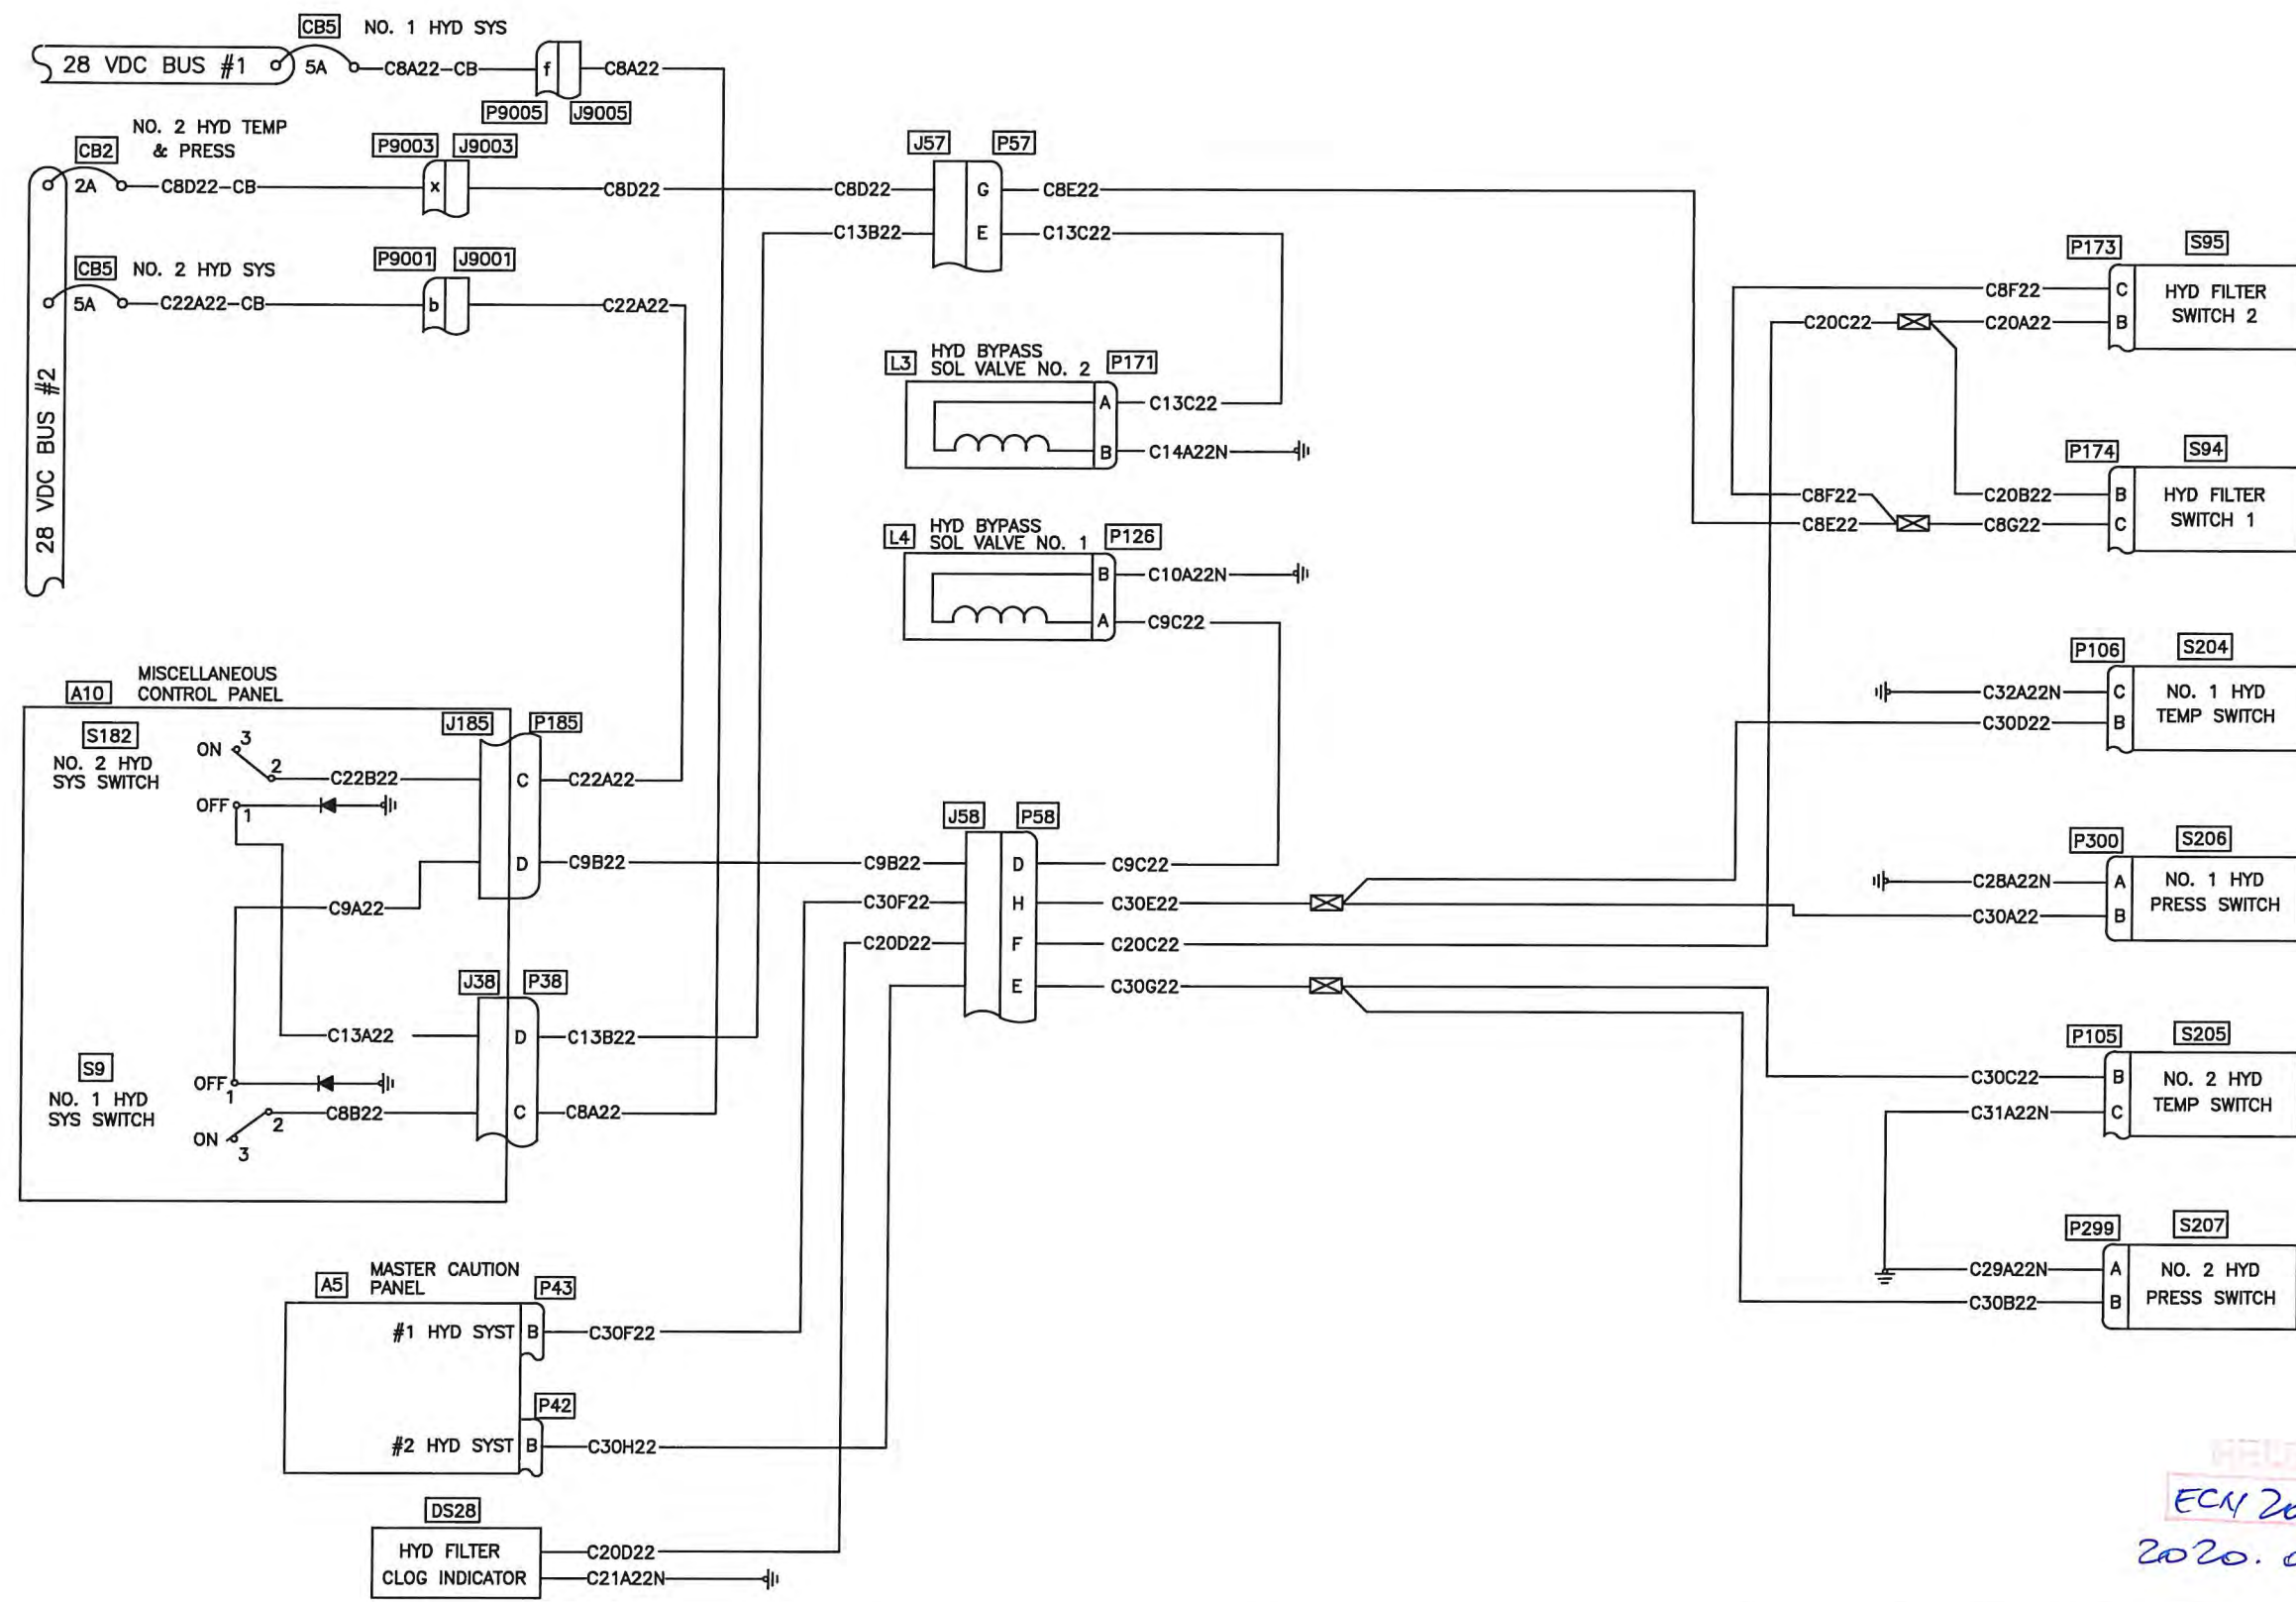 CB5 NO. 1 HYD SYS
28 VDC BUS #1 5A C8A22-CB f C8A22
P9005 J9005
NO. 2 HYD TEMP
& PRESS
CB2 P9003 J9003
2A C8D22-CB x C8D22
CB5 NO. 2 HYD SYS P9001 J9001
5A C22A22-CB b C22A22
28 VDC BUS #2
J57 P57
C8D22 G C8E22
C13B22 E C13C22
L3 HYD BYPASS
SOL VALVE NO. 2 P171
A C13C22
B C14A22N
L4 HYD BYPASS
SOL VALVE NO. 1 P126
B C10A22N
A C9C22
P173 S95
C8F22 C HYD FILTER
SWITCH 2
C20C22 C20A22 B
P174 S94
C8F22 C20B22 B HYD FILTER
SWITCH 1
C8E22 C8G22 C
P106 S204
C32A22N C NO. 1 HYD
TEMP SWITCH
C30D22 B
P300 S206
C28A22N A NO. 1 HYD
PRESS SWITCH
C30A22 B
P105 S205
C30C22 B NO. 2 HYD
TEMP SWITCH
C31A22N C
P299 S207
C29A22N A NO. 2 HYD
PRESS SWITCH
C30B22 B
A10 MISCELLANEOUS
CONTROL PANEL
J185 P185
S182
NO. 2 HYD
SYS SWITCH
ON 3
2 C22B22 C C22A22
OFF 1
D C9B22
C9A22
J38 P38
C13A22 D C13B22
S9
NO. 1 HYD
SYS SWITCH
OFF 1
2 C8B22 C C8A22
ON 3
J58 P58
C9B22 D C9C22
C30F22 H C30E22
C20D22 F C20C22
E C30G22
A5 MASTER CAUTION
PANEL
P43
#1 HYD SYST B C30F22
P42
#2 HYD SYST B C30H22
DS28
HYD FILTER
CLOG INDICATOR
C20D22
C21A22N
ECN 20
2020.